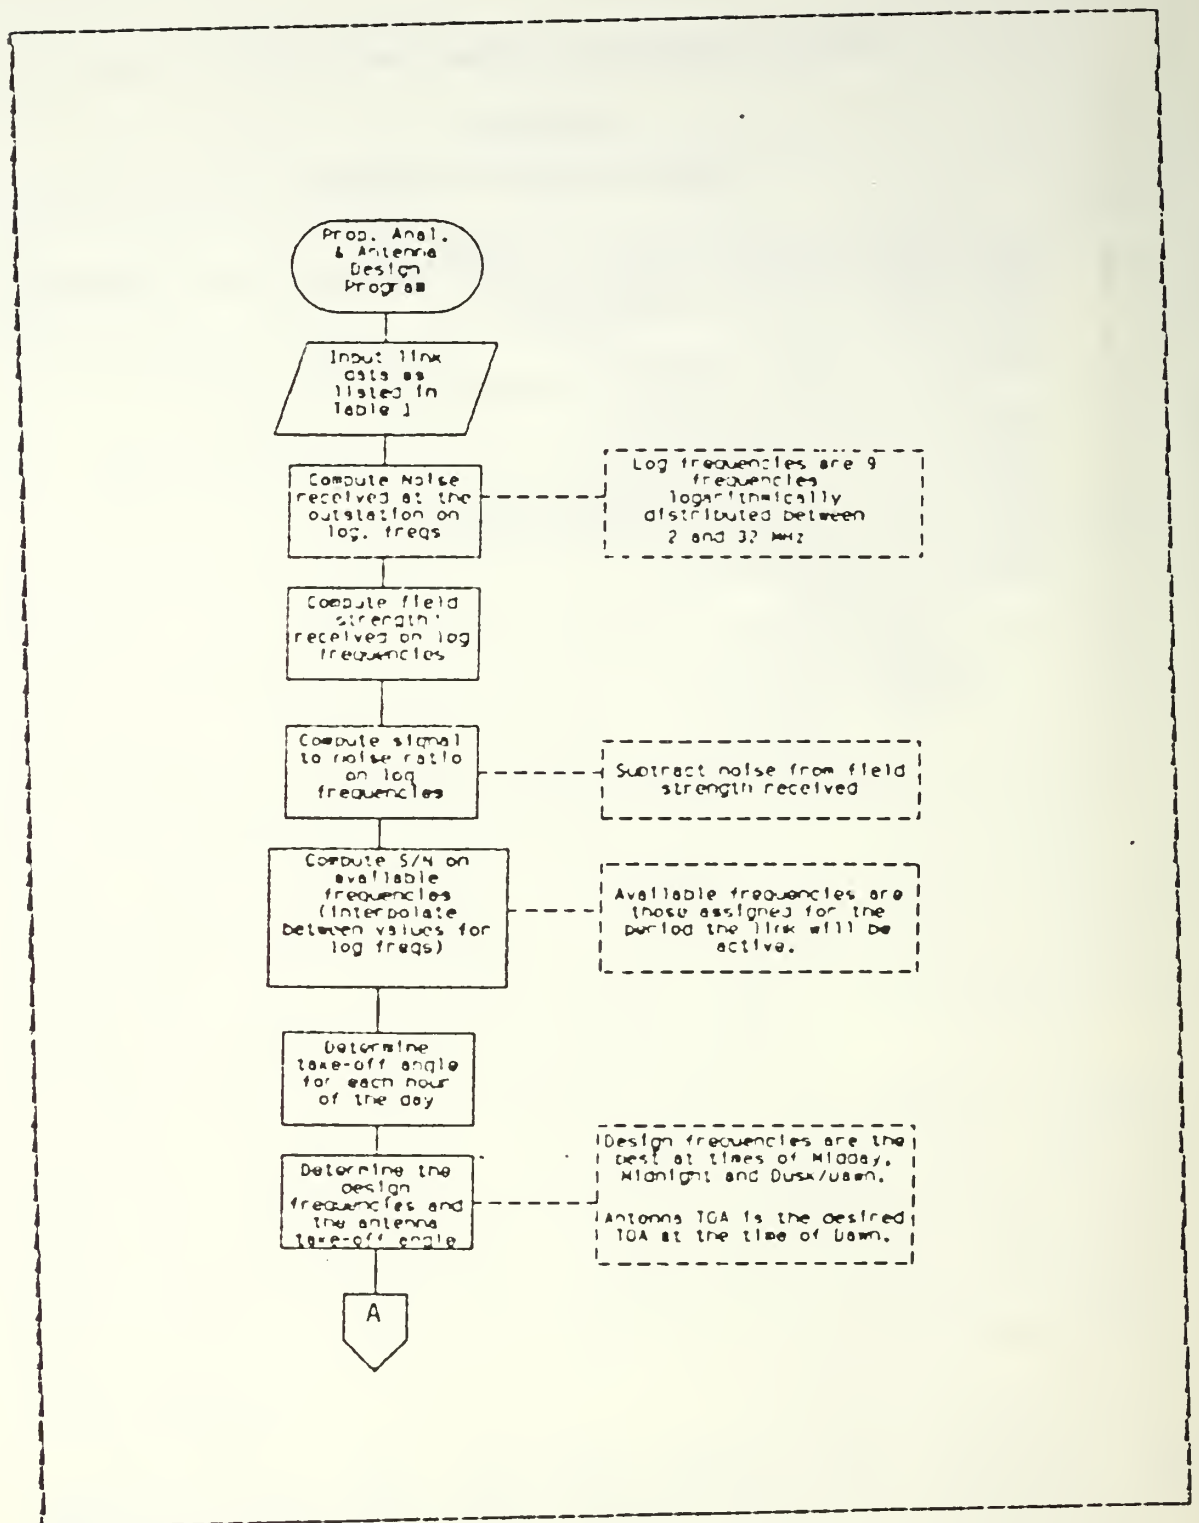 Prop. Anal.
& Antenna
Design
Program
Input link
data as
listed in
Table 1
Compute Noise
received at the
outstation on
log. freqs
Log frequencies are 9
frequencies
logarithmically
distributed between
2 and 32 MHz
Compute field
strength
received on log
frequencies
Compute signal
to noise ratio
on log
frequencies
Subtract noise from field
strength received
Compute S/N on
available
frequencies
(interpolate
between values for
log freqs)
Available frequencies are
those assigned for the
period the link will be
active.
Determine
take-off angle
for each hour
of the day
Determine the
design
frequencies and
the antenna
take-off angle
Design frequencies are the
best at times of Midday,
Midnight and Dusk/Dawn.
Antenna TOA is the desired
TOA at the time of Dawn.
A